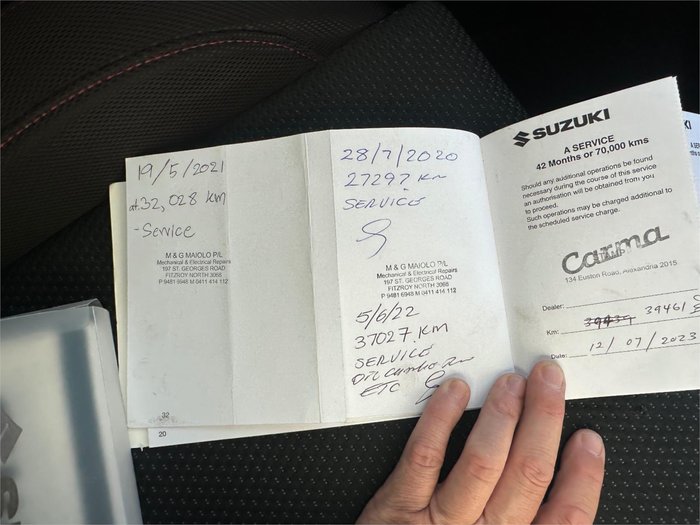 19/5/2021
at 32,028 km
- Service
M & G MAIOLO P/L
Mechanical & Electrical Repairs
197 ST. GEORGES ROAD
FITZROY NORTH 3068
P 9481 6948 M 0411 414 112
32
20
28/7/2020
27297 km
SERVICE
M & G MAIOLO P/L
Mechanical & Electrical Repairs
197 ST. GEORGES ROAD
FITZROY NORTH 3068
P 9481 6948 M 0411 414 112
5/6/22
37027 KM
SERVICE
OIL
ETC
SUZUKI
A SERVICE
42 Months or 70,000 kms
Should any additional operations be found
necessary during the course of this service
an authorisation will be obtained from you
to proceed.
Such operations may be charged additional to
the scheduled service charge.
Carma
134 Euston Road, Alexandria 2015
Dealer:
Km: 39439 39461
Date: 12/07/2023